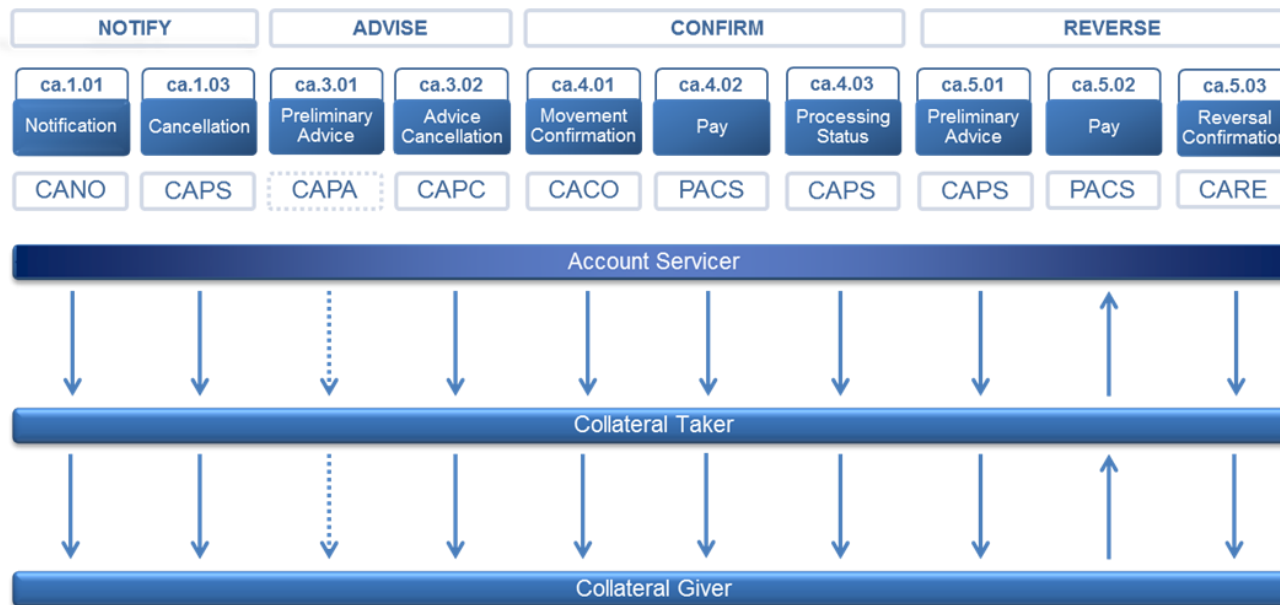 NOTIFY ADVISE CONFIRM REVERSE
ca.1.01 ca.1.03 ca.3.01 ca.3.02 ca.4.01 ca.4.02 ca.4.03 ca.5.01 ca.5.02 ca.5.03
Notification
Cancellation
Preliminary
Advice
Advice
Cancellation
Movement
Confirmation
Pay
Processing
Status
Preliminary
Advice
Pay
Reversal
Confirmation
CANO CAPS CAPA CAPC CACO PACS CAPS CAPS PACS CARE
Account Servicer
Collateral Taker
Collateral Giver